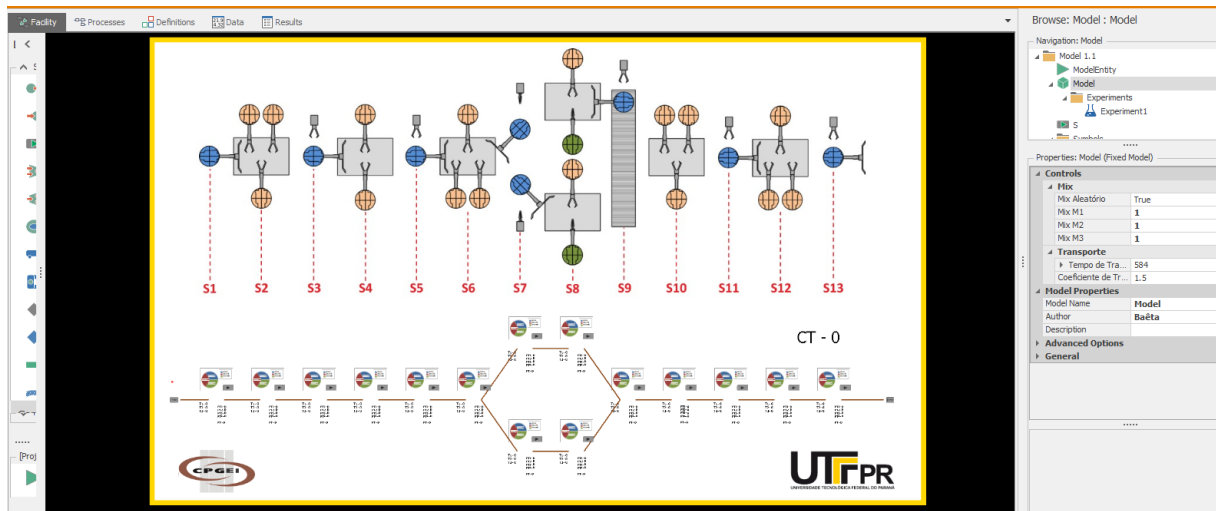 Facility Processes Definitions Data Results
Browse: Model : Model
Navigation: Model
Model 1.1
ModelEntity
Model
Experiments
Experiment1
S
Symbols
Properties: Model (Fixed Model)
Controls
Mix
Mix Aleatório True
Mix M1 1
Mix M2 1
Mix M3 1
Transporte
Tempo de Tra... 584
Coeficiente de Tr... 1.5
Model Properties
Model Name Model
Author Baêta
Description
Advanced Options
General
S1 S2 S3 S4 S5 S6 S7 S8 S9 S10 S11 S12 S13
CT - 0
[Proj
CPGEI
UTFPR
UNIVERSIDADE TECNOLÓGICA FEDERAL DO PARANÁ